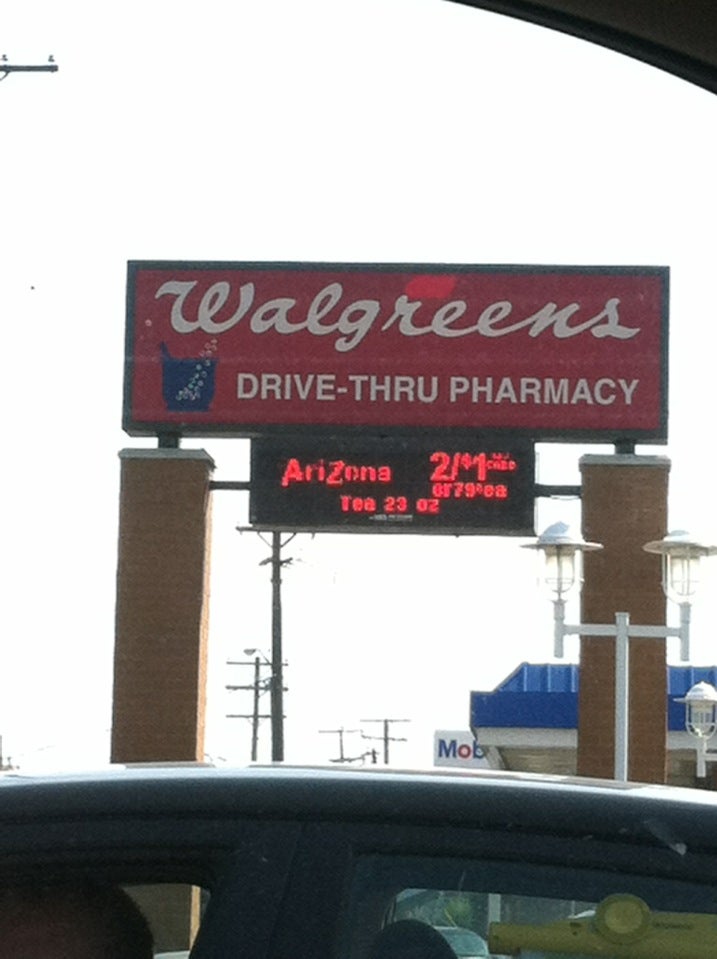 Walgreens
DRIVE-THRU PHARMACY
AriZona 2/$1
or 79¢ea
Tea 23 oz
Mob